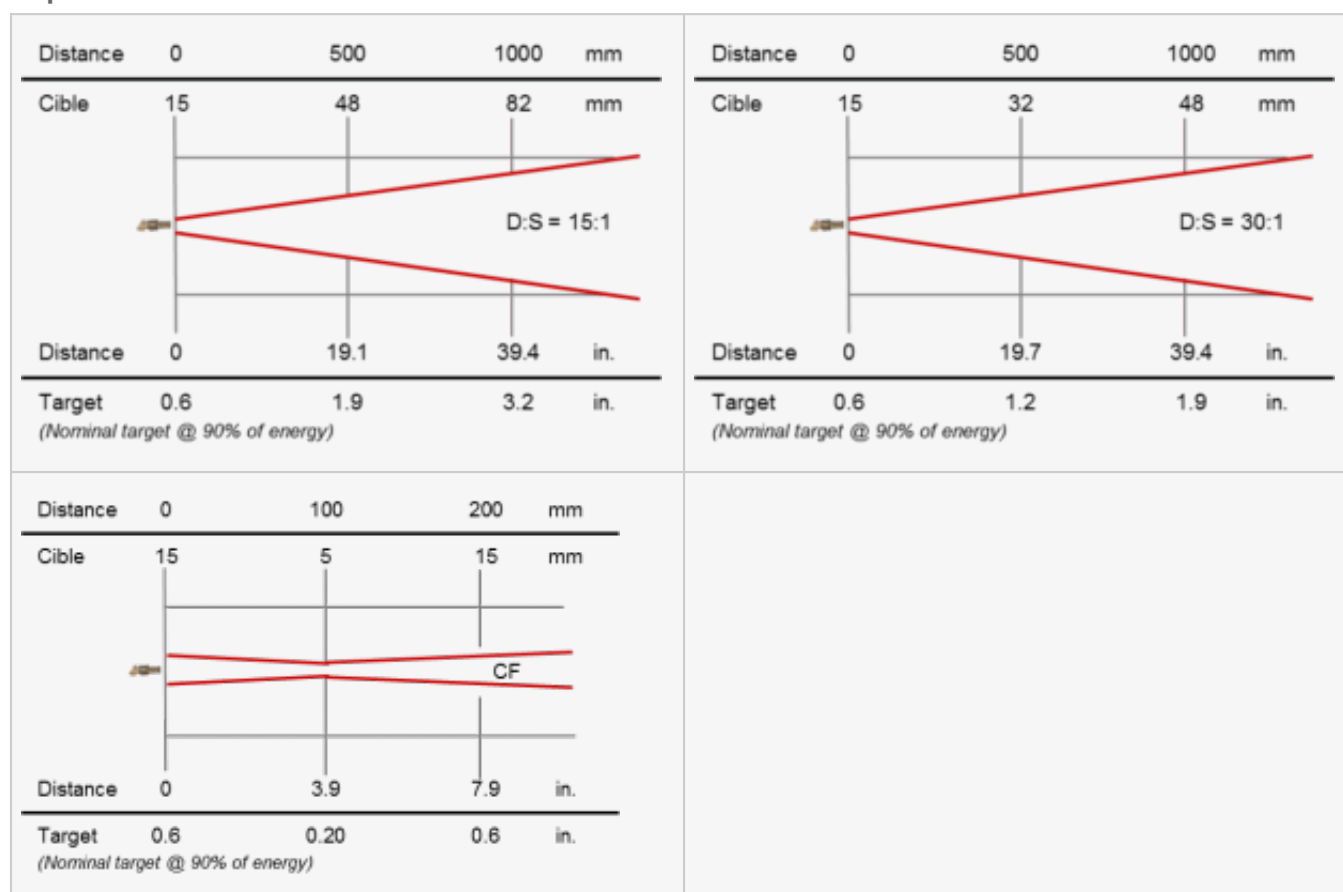 Distance 0 500 1000 mm
Cible 15 48 82 mm
D:S = 15:1
Distance 0 19.1 39.4 in.
Target 0.6 1.9 3.2 in.
(Nominal target @ 90% of energy)
Distance 0 500 1000 mm
Cible 15 32 48 mm
D:S = 30:1
Distance 0 19.7 39.4 in.
Target 0.6 1.2 1.9 in.
(Nominal target @ 90% of energy)
Distance 0 100 200 mm
Cible 15 5 15 mm
CF
Distance 0 3.9 7.9 in.
Target 0.6 0.20 0.6 in.
(Nominal target @ 90% of energy)